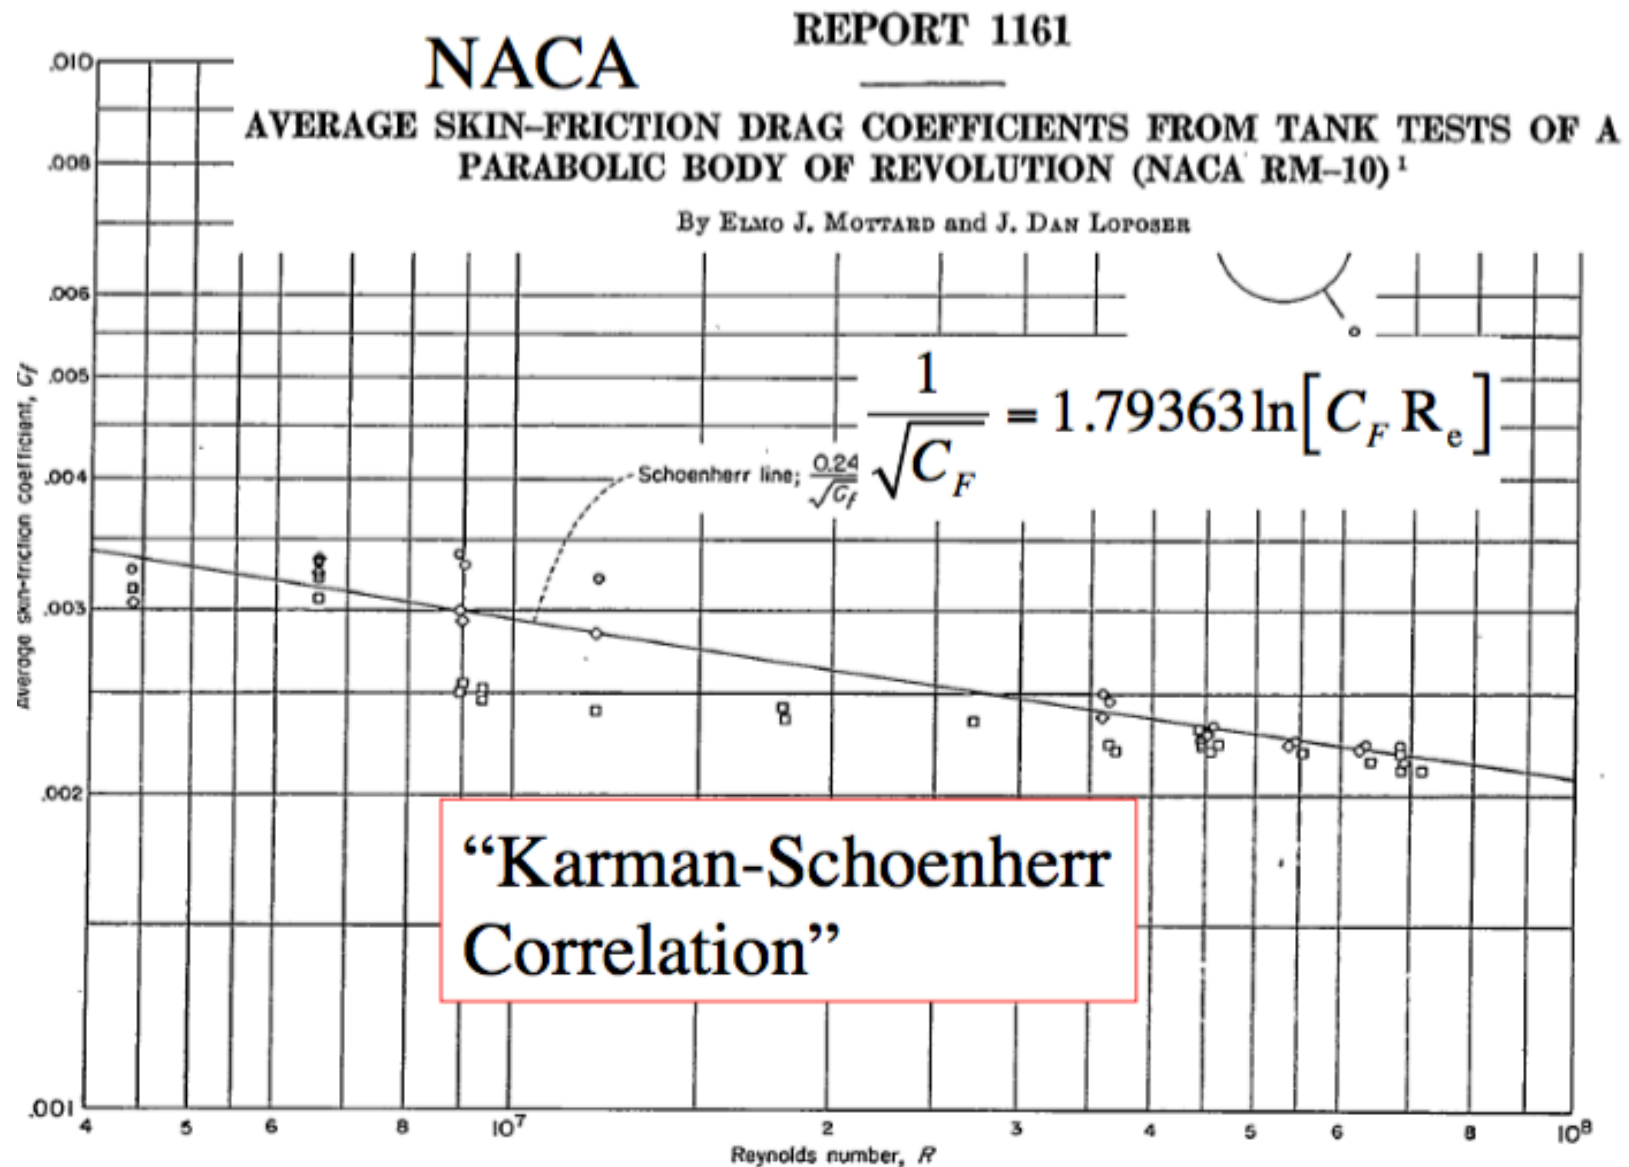 REPORT 1161
NACA
AVERAGE SKIN–FRICTION DRAG COEFFICIENTS FROM TANK TESTS OF A
PARABOLIC BODY OF REVOLUTION (NACA RM–10)¹
By ELMO J. MOTTARD and J. DAN LOPOSER
.010
.008
.006
.005
.004
.003
.002
.001
Average skin-friction coefficient, Cf
1/√C_F = 1.79363 ln[C_F R_e]
Schoenherr line; 0.24/√Cf
“Karman-Schoenherr
Correlation”
4 5 6 8 10⁷ 2 3 4 5 6 8 10⁸
Reynolds number, R